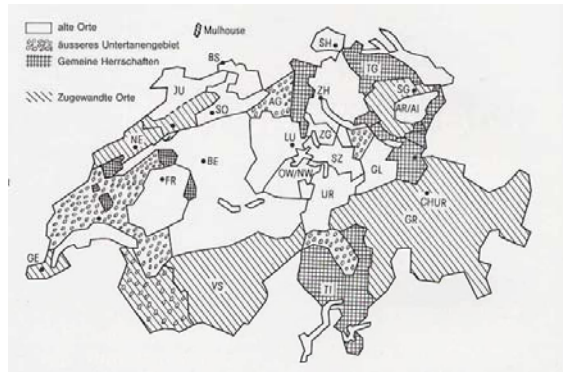 alte Orte
äusseres Untertanengebiet
Gemeine Herrschaften
Zugewandte Orte
Mulhouse
SH
BS
TG
JU
AG
ZH
SG
AR/AI
SO
NE
LU
ZG
SZ
BE
OW/NW
GL
FR
UR
CHUR
GR
GE
VS
TI